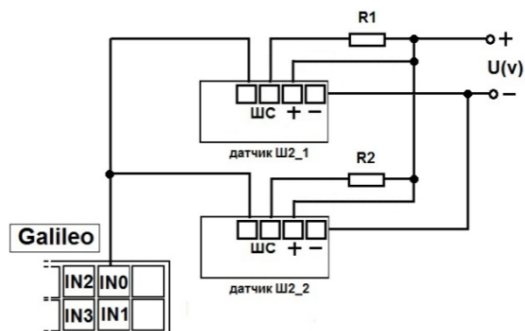 R1
+
U(v)
−
ШС + −
датчик Ш2_1
R2
Galileo
ШС + −
датчик Ш2_2
IN2 IN0
IN3 IN1